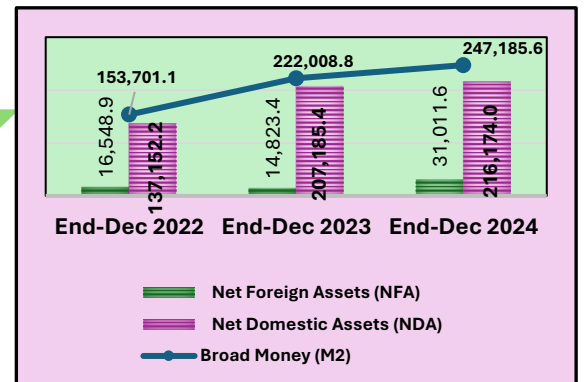 247,185.6
222,008.8
153,701.1
16,548.9
137,152.2
14,823.4
207,185.4
31,011.6
216,174.0
End-Dec 2022 End-Dec 2023 End-Dec 2024
Net Foreign Assets (NFA)
Net Domestic Assets (NDA)
Broad Money (M2)